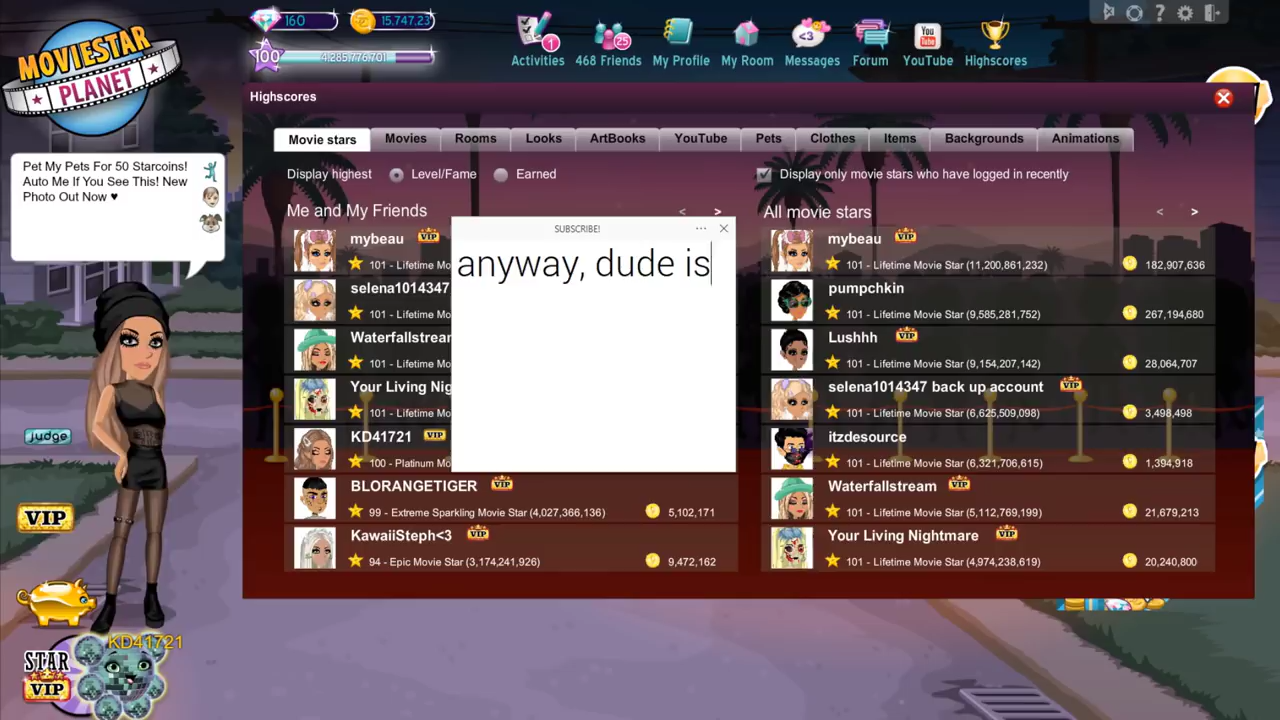 MOVIESTAR
PLANET
160
15,747.23
100
4,285,776,701
1
25
<3
You
Tube
Activities
468 Friends
My Profile
My Room
Messages
Forum
YouTube
Highscores
Highscores
Movie stars
Movies
Rooms
Looks
ArtBooks
YouTube
Pets
Clothes
Items
Backgrounds
Animations
Display highest
Level/Fame
Earned
Display only movie stars who have logged in recently
Pet My Pets For 50 Starcoins!
Auto Me If You See This! New
Photo Out Now ♥
Me and My Friends
< >
mybeau VIP
101 - Lifetime Mo
selena1014347
101 - Lifetime Mo
Waterfallstrear
101 - Lifetime Mo
Your Living Nig
101 - Lifetime Mo
KD41721 VIP
100 - Platinum Mo
BLORANGETIGER VIP
99 - Extreme Sparkling Movie Star (4,027,366,136) 5,102,171
KawaiiSteph<3 VIP
94 - Epic Movie Star (3,174,241,926) 9,472,162
SUBSCRIBE!
anyway, dude is
All movie stars
< >
mybeau VIP
101 - Lifetime Movie Star (11,200,861,232) 182,907,636
pumpchkin
101 - Lifetime Movie Star (9,585,281,752) 267,194,680
Lushhh VIP
101 - Lifetime Movie Star (9,154,207,142) 28,064,707
selena1014347 back up account VIP
101 - Lifetime Movie Star (6,625,509,098) 3,498,498
itzdesource
101 - Lifetime Movie Star (6,321,706,615) 1,394,918
Waterfallstream VIP
101 - Lifetime Movie Star (5,112,769,199) 21,679,213
Your Living Nightmare VIP
101 - Lifetime Movie Star (4,974,238,619) 20,240,800
judge
VIP
KD41721
STAR
VIP